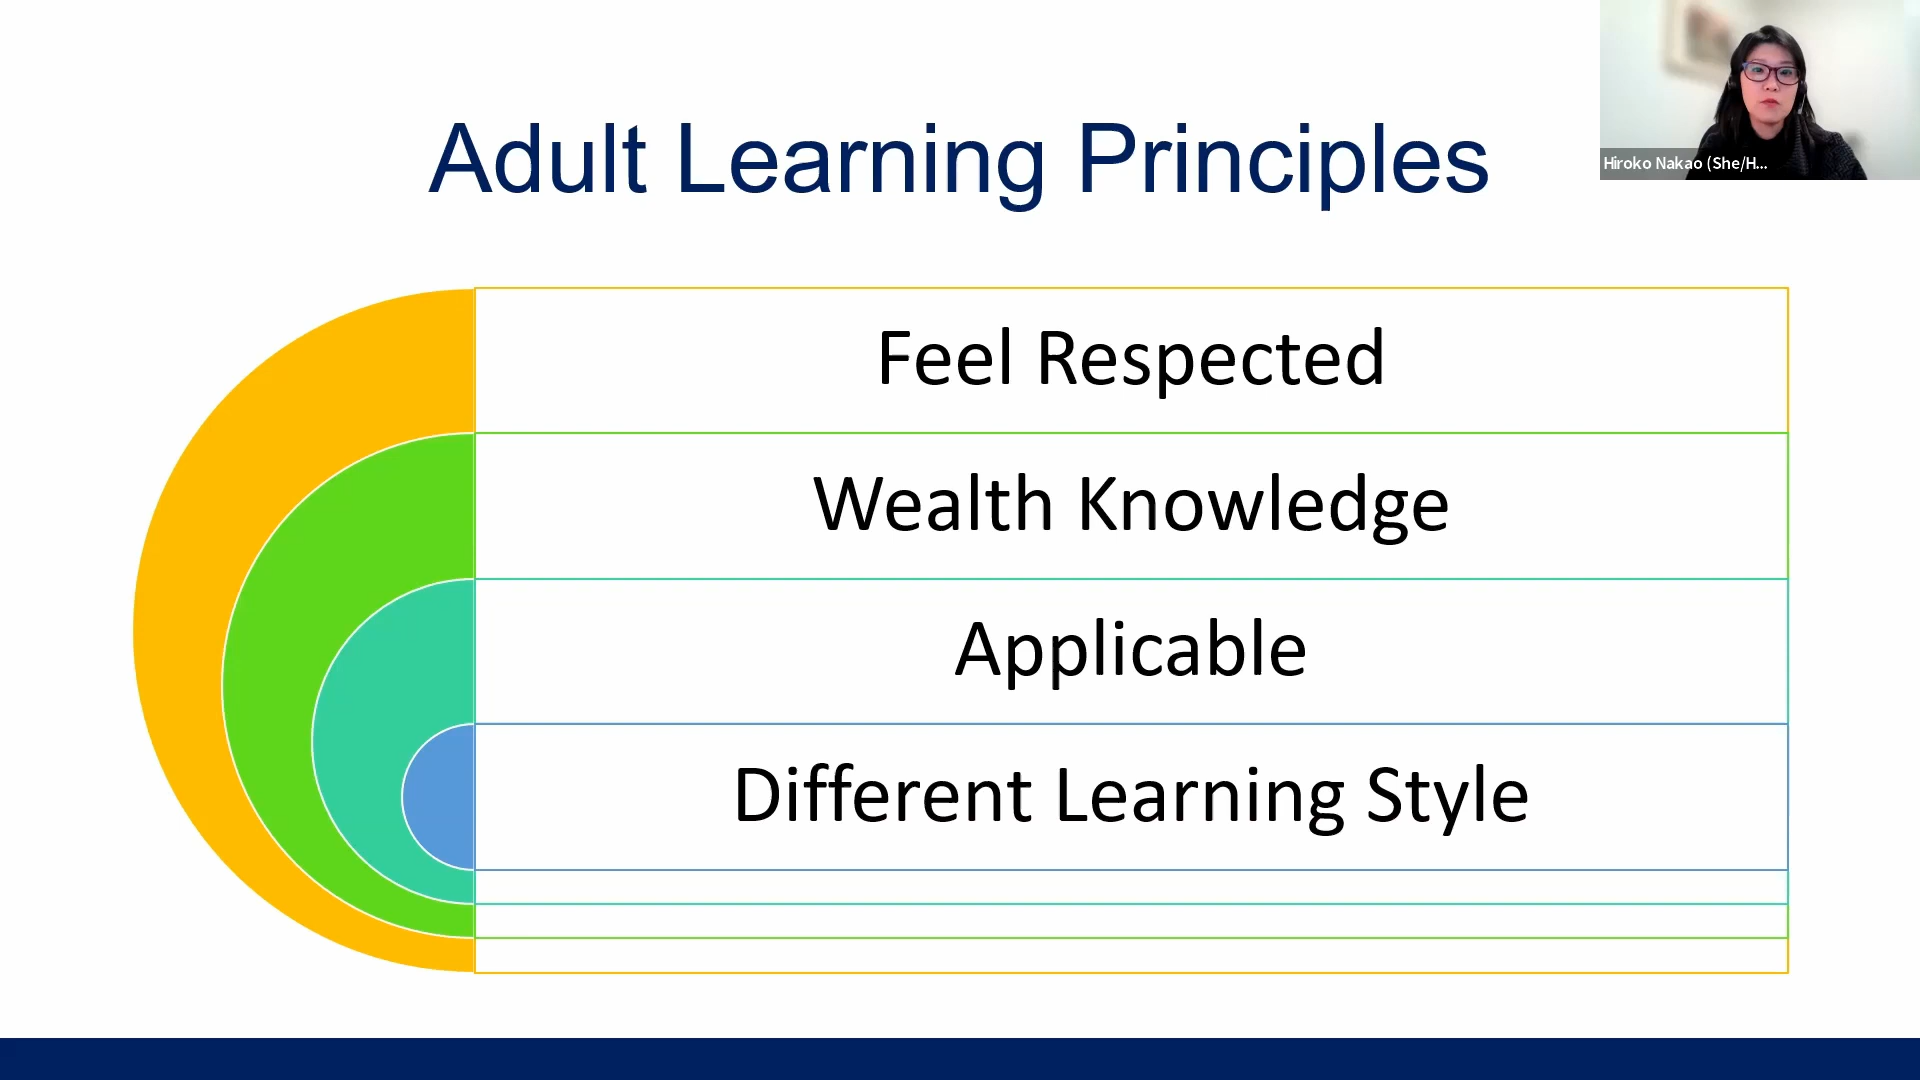 Adult Learning Principles
Hiroko Nakao (She/H...
Feel Respected
Wealth Knowledge
Applicable
Different Learning Style